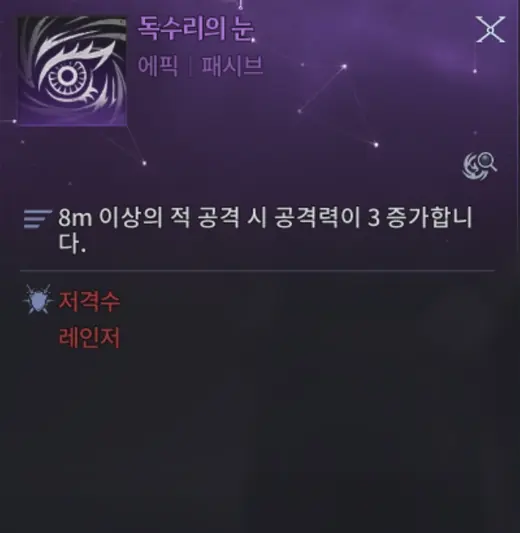 독수리의 눈
에픽 | 패시브
8m 이상의 적 공격 시 공격력이 3 증가합니
다.
저격수
레인저